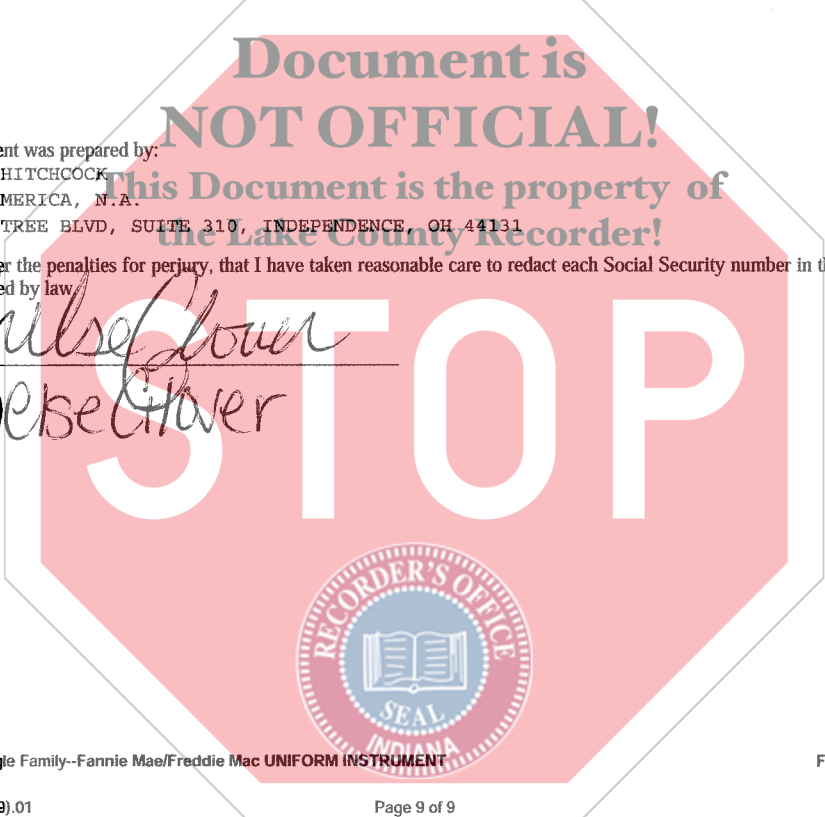 Document is
NOT OFFICIAL!
ent was prepared by:
HITCHCOCK
This Document is the property of
MERICA, N.A.
TREE BLVD, SUITE 310, INDEPENDENCE, OH 44131
the Lake County Recorder!
er the penalties for perjury, that I have taken reasonable care to redact each Social Security number in th
ed by law
Glover
Glover
STOP
RECORDER'S OFFICE
SEAL
INDIANA
le Family--Fannie Mae/Freddie Mac UNIFORM INSTRUMENT
F
9).01
Page 9 of 9